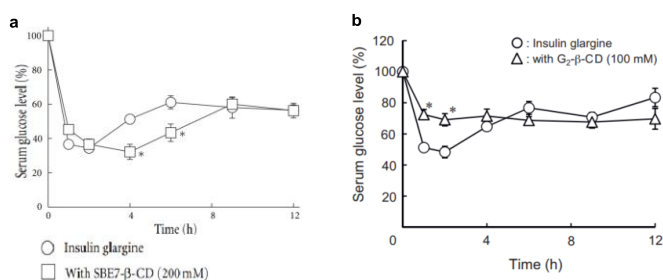 a
Serum glucose level (%)
100
80
60
40
20
0
0
4
8
12
*
*
Time (h)
Insulin glargine
With SBE7-β-CD (200 mM)
b
Serum glucose level (%)
120
100
80
60
40
20
0
4
8
12
*
*
: Insulin glargine
: with G₂-β-CD (100 mM)
Time (h)